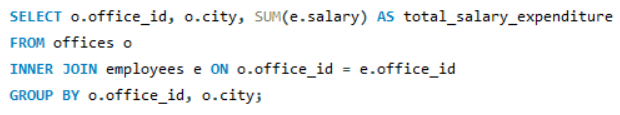 SELECT o.office_id, o.city, SUM(e.salary) AS total_salary_expenditure
FROM offices o
INNER JOIN employees e ON o.office_id = e.office_id
GROUP BY o.office_id, o.city;